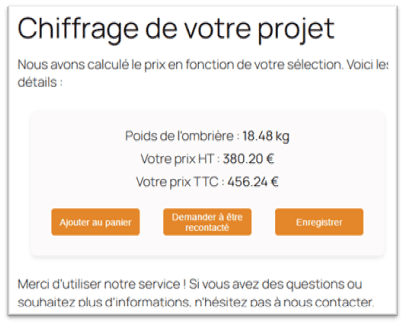 Chiffrage de votre projet
Nous avons calculé le prix en fonction de votre sélection. Voici les
détails :
Poids de l'ombrière : 18.48 kg
Votre prix HT : 380.20 €
Votre prix TTC : 456.24 €
Ajouter au panier
Demander à être
recontacté
Enregistrer
Merci d'utiliser notre service ! Si vous avez des questions ou
souhaitez plus d'informations, n'hésitez pas à nous contacter.